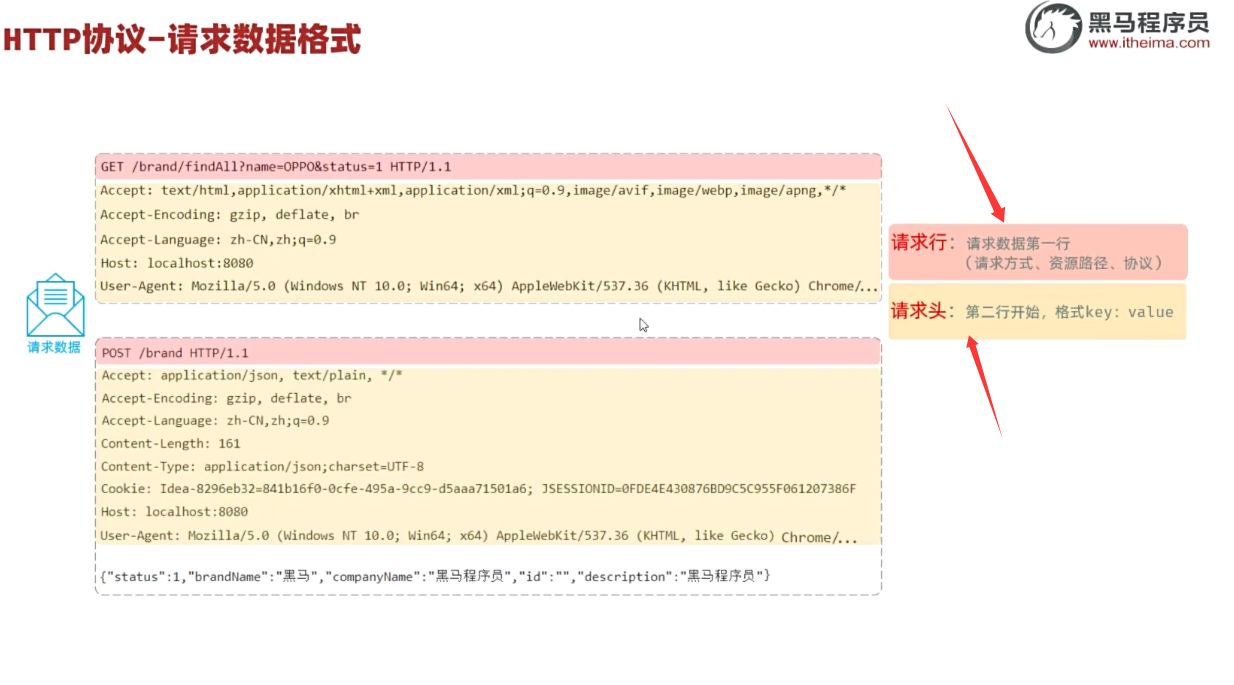 HTTP协议-请求数据格式
黑马程序员
www.itheima.com
GET /brand/findAll?name=OPPO&status=1 HTTP/1.1
Accept: text/html,application/xhtml+xml,application/xml;q=0.9,image/avif,image/webp,image/apng,*/*
Accept-Encoding: gzip, deflate, br
Accept-Language: zh-CN,zh;q=0.9
Host: localhost:8080
User-Agent: Mozilla/5.0 (Windows NT 10.0; Win64; x64) AppleWebKit/537.36 (KHTML, like Gecko) Chrome/...
请求行：请求数据第一行
（请求方式、资源路径、协议）
请求头：第二行开始，格式key：value
请求数据
POST /brand HTTP/1.1
Accept: application/json, text/plain, */*
Accept-Encoding: gzip, deflate, br
Accept-Language: zh-CN,zh;q=0.9
Content-Length: 161
Content-Type: application/json;charset=UTF-8
Cookie: Idea-8296eb32=841b16f0-0cfe-495a-9cc9-d5aaa71501a6; JSESSIONID=0FDE4E430876BD9C5C955F061207386F
Host: localhost:8080
User-Agent: Mozilla/5.0 (Windows NT 10.0; Win64; x64) AppleWebKit/537.36 (KHTML, like Gecko) Chrome/...
{"status":1,"brandName":"黑马","companyName":"黑马程序员","id":"","description":"黑马程序员"}